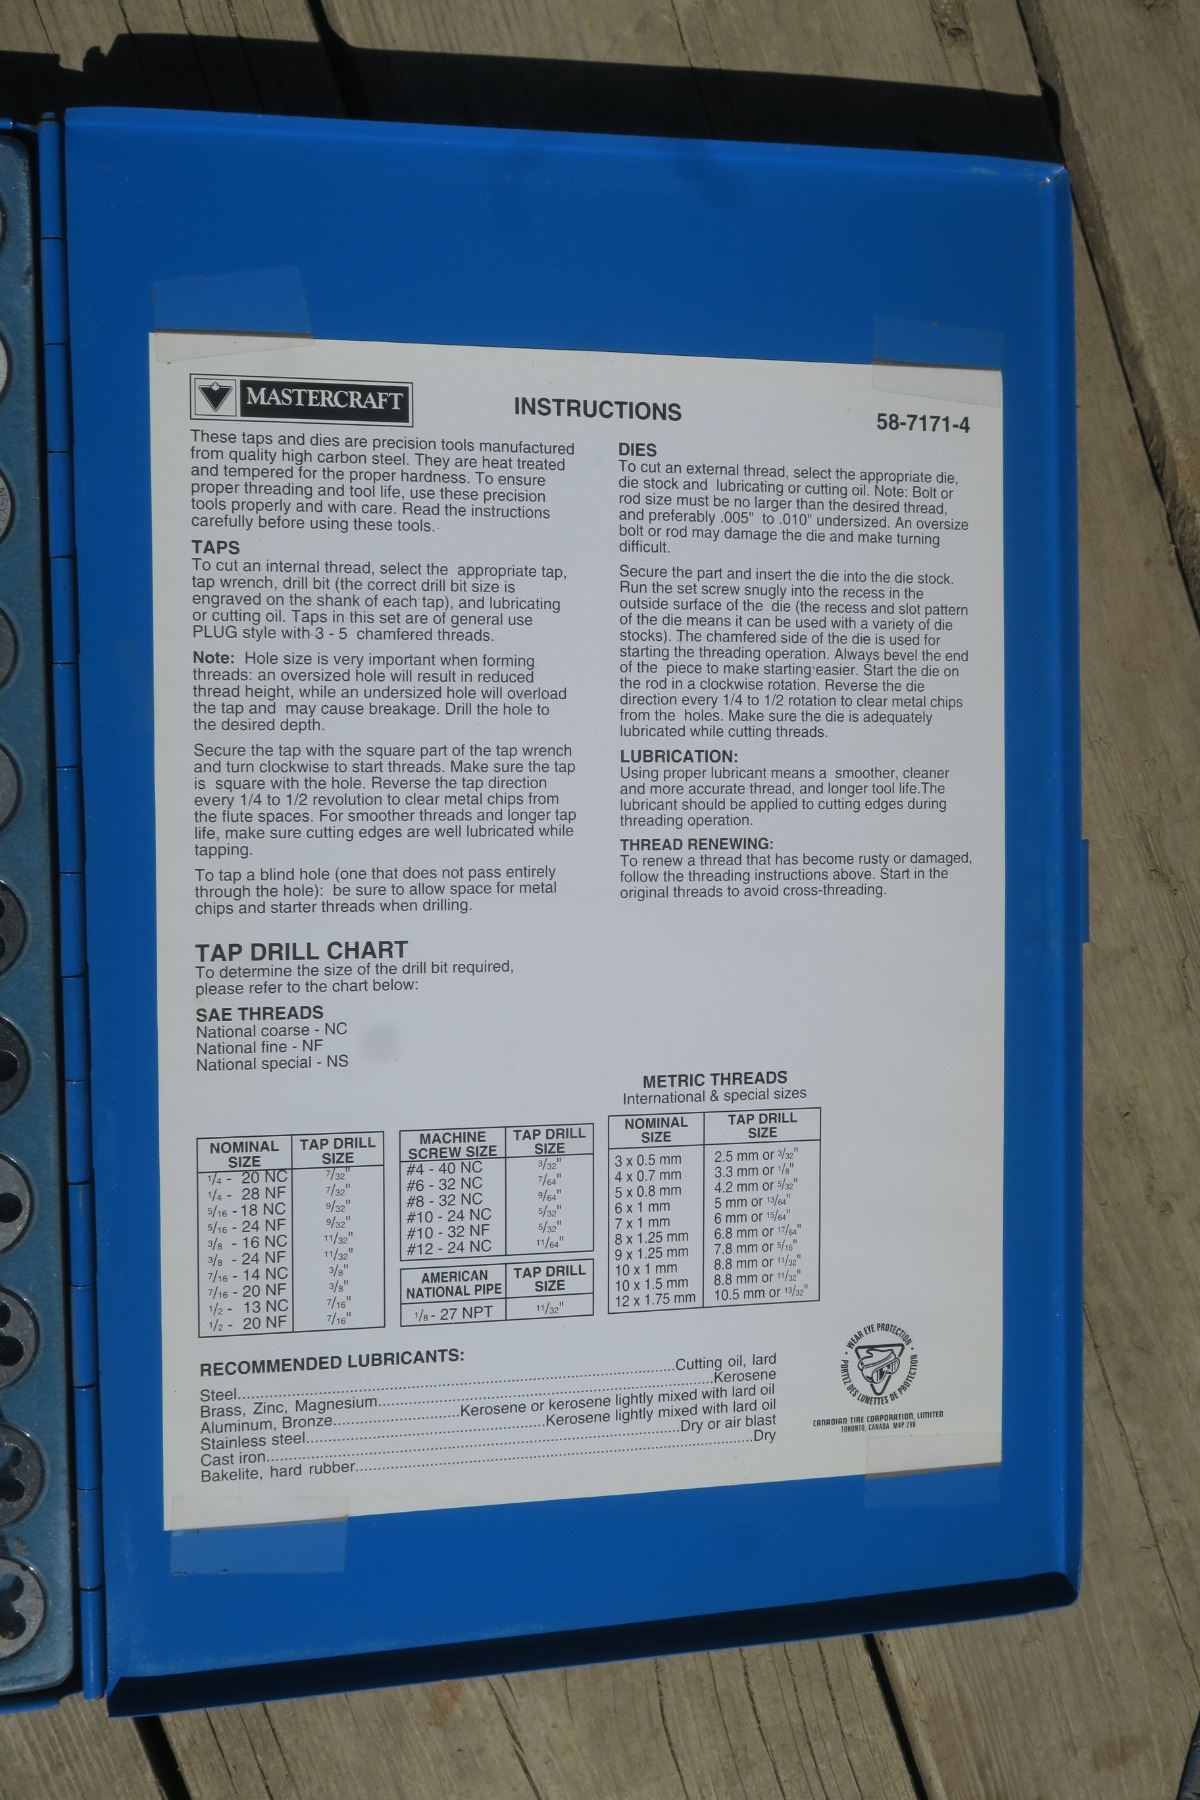 MASTERCRAFT
INSTRUCTIONS
58-7171-4
These taps and dies are precision tools manufactured
from quality high carbon steel. They are heat treated
and tempered for the proper hardness. To ensure
proper threading and tool life, use these precision
tools properly and with care. Read the instructions
carefully before using these tools.
TAPS
To cut an internal thread, select the appropriate tap,
tap wrench, drill bit (the correct drill bit size is
engraved on the shank of each tap), and lubricating
or cutting oil. Taps in this set are of general use
PLUG style with 3 - 5 chamfered threads.
Note: Hole size is very important when forming
threads: an oversized hole will result in reduced
thread height, while an undersized hole will overload
the tap and may cause breakage. Drill the hole to
the desired depth.
Secure the tap with the square part of the tap wrench
and turn clockwise to start threads. Make sure the tap
is square with the hole. Reverse the tap direction
every 1/4 to 1/2 revolution to clear metal chips from
the flute spaces. For smoother threads and longer tap
life, make sure cutting edges are well lubricated while
tapping.
To tap a blind hole (one that does not pass entirely
through the hole): be sure to allow space for metal
chips and starter threads when drilling.
DIES
To cut an external thread, select the appropriate die,
die stock and lubricating or cutting oil. Note: Bolt or
rod size must be no larger than the desired thread,
and preferably .005" to .010" undersized. An oversize
bolt or rod may damage the die and make turning
difficult.
Secure the part and insert the die into the die stock.
Run the set screw snugly into the recess in the
outside surface of the die (the recess and slot pattern
of the die means it can be used with a variety of die
stocks). The chamfered side of the die is used for
starting the threading operation. Always bevel the end
of the piece to make starting easier. Start the die on
the rod in a clockwise rotation. Reverse the die
direction every 1/4 to 1/2 rotation to clear metal chips
from the holes. Make sure the die is adequately
lubricated while cutting threads.
LUBRICATION:
Using proper lubricant means a smoother, cleaner
and more accurate thread, and longer tool life.The
lubricant should be applied to cutting edges during
threading operation.
THREAD RENEWING:
To renew a thread that has become rusty or damaged,
follow the threading instructions above. Start in the
original threads to avoid cross-threading.
TAP DRILL CHART
To determine the size of the drill bit required,
please refer to the chart below:
SAE THREADS
National coarse - NC
National fine - NF
National special - NS
NOMINAL SIZE TAP DRILL SIZE
1/4 - 20 NC 7/32"
1/4 - 28 NF 7/32"
5/16 - 18 NC 9/32"
5/16 - 24 NF 9/32"
3/8 - 16 NC 11/32"
3/8 - 24 NF 11/32"
7/16 - 14 NC 3/8"
7/16 - 20 NF 3/8"
1/2 - 13 NC 7/16"
1/2 - 20 NF 7/16"
MACHINE SCREW SIZE TAP DRILL SIZE
#4 - 40 NC 3/32"
#6 - 32 NC 7/64"
#8 - 32 NC 9/64"
#10 - 24 NC 5/32"
#10 - 32 NF 5/32"
#12 - 24 NC 11/64"
AMERICAN NATIONAL PIPE TAP DRILL SIZE
1/8 - 27 NPT 11/32"
METRIC THREADS
International & special sizes
NOMINAL SIZE TAP DRILL SIZE
3 x 0.5 mm 2.5 mm or 3/32"
4 x 0.7 mm 3.3 mm or 1/8"
5 x 0.8 mm 4.2 mm or 5/32"
6 x 1 mm 5 mm or 13/64"
7 x 1 mm 6 mm or 15/64"
8 x 1.25 mm 6.8 mm or 17/64"
9 x 1.25 mm 7.8 mm or 5/16"
10 x 1 mm 8.8 mm or 11/32"
10 x 1.5 mm 8.8 mm or 11/32"
12 x 1.75 mm 10.5 mm or 13/32"
RECOMMENDED LUBRICANTS:
Steel.....Cutting oil, lard
Brass, Zinc, Magnesium.....Kerosene
Aluminum, Bronze.....Kerosene or kerosene lightly mixed with lard oil
Stainless steel.....Kerosene lightly mixed with lard oil
Cast iron.....Dry or air blast
Bakelite, hard rubber.....Dry
• WEAR EYE PROTECTION •
PORTEZ DES LUNETTES DE PROTECTION
CANADIAN TIRE CORPORATION, LIMITED
TORONTO, CANADA M4P 2V8